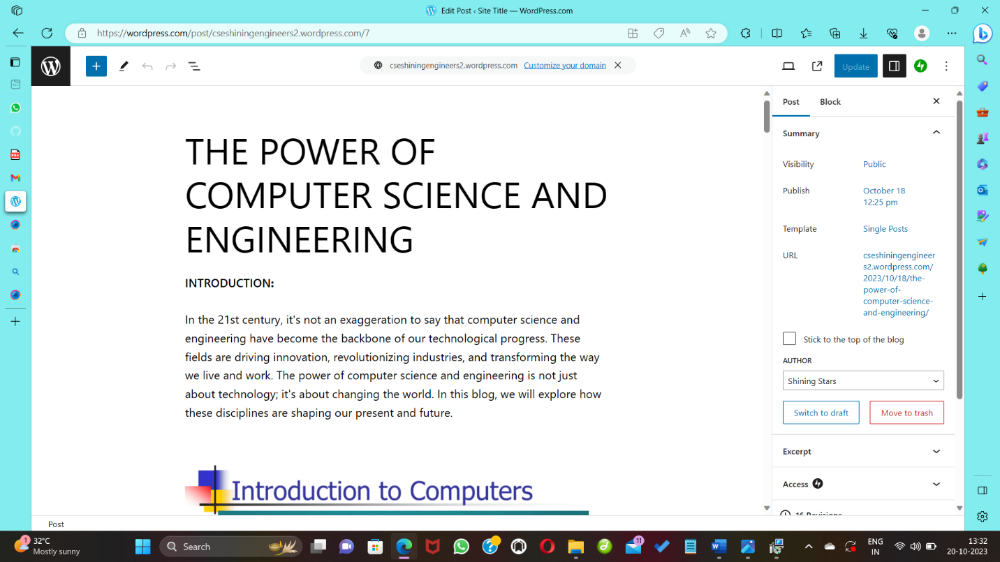 Edit Post ‹ Site Title — WordPress.com
https://wordpress.com/post/cseshiningengineers2.wordpress.com/7
cseshiningengineers2.wordpress.com Customize your domain
Update
Post Block
Summary
Visibility Public
Publish October 18
12:25 pm
Template Single Posts
URL cseshiningengineer
s2.wordpress.com/
2023/10/18/the-
power-of-
computer-science-
and-engineering/
Stick to the top of the blog
AUTHOR
Shining Stars
Switch to draft Move to trash
Excerpt
Access
16 Revisions
THE POWER OF
COMPUTER SCIENCE AND
ENGINEERING
INTRODUCTION:
In the 21st century, it's not an exaggeration to say that computer science and
engineering have become the backbone of our technological progress. These
fields are driving innovation, revolutionizing industries, and transforming the way
we live and work. The power of computer science and engineering is not just
about technology; it's about changing the world. In this blog, we will explore how
these disciplines are shaping our present and future.
Introduction to Computers
Post
1
32°C
Mostly sunny
Search
11
ENG
IN
13:32
20-10-2023